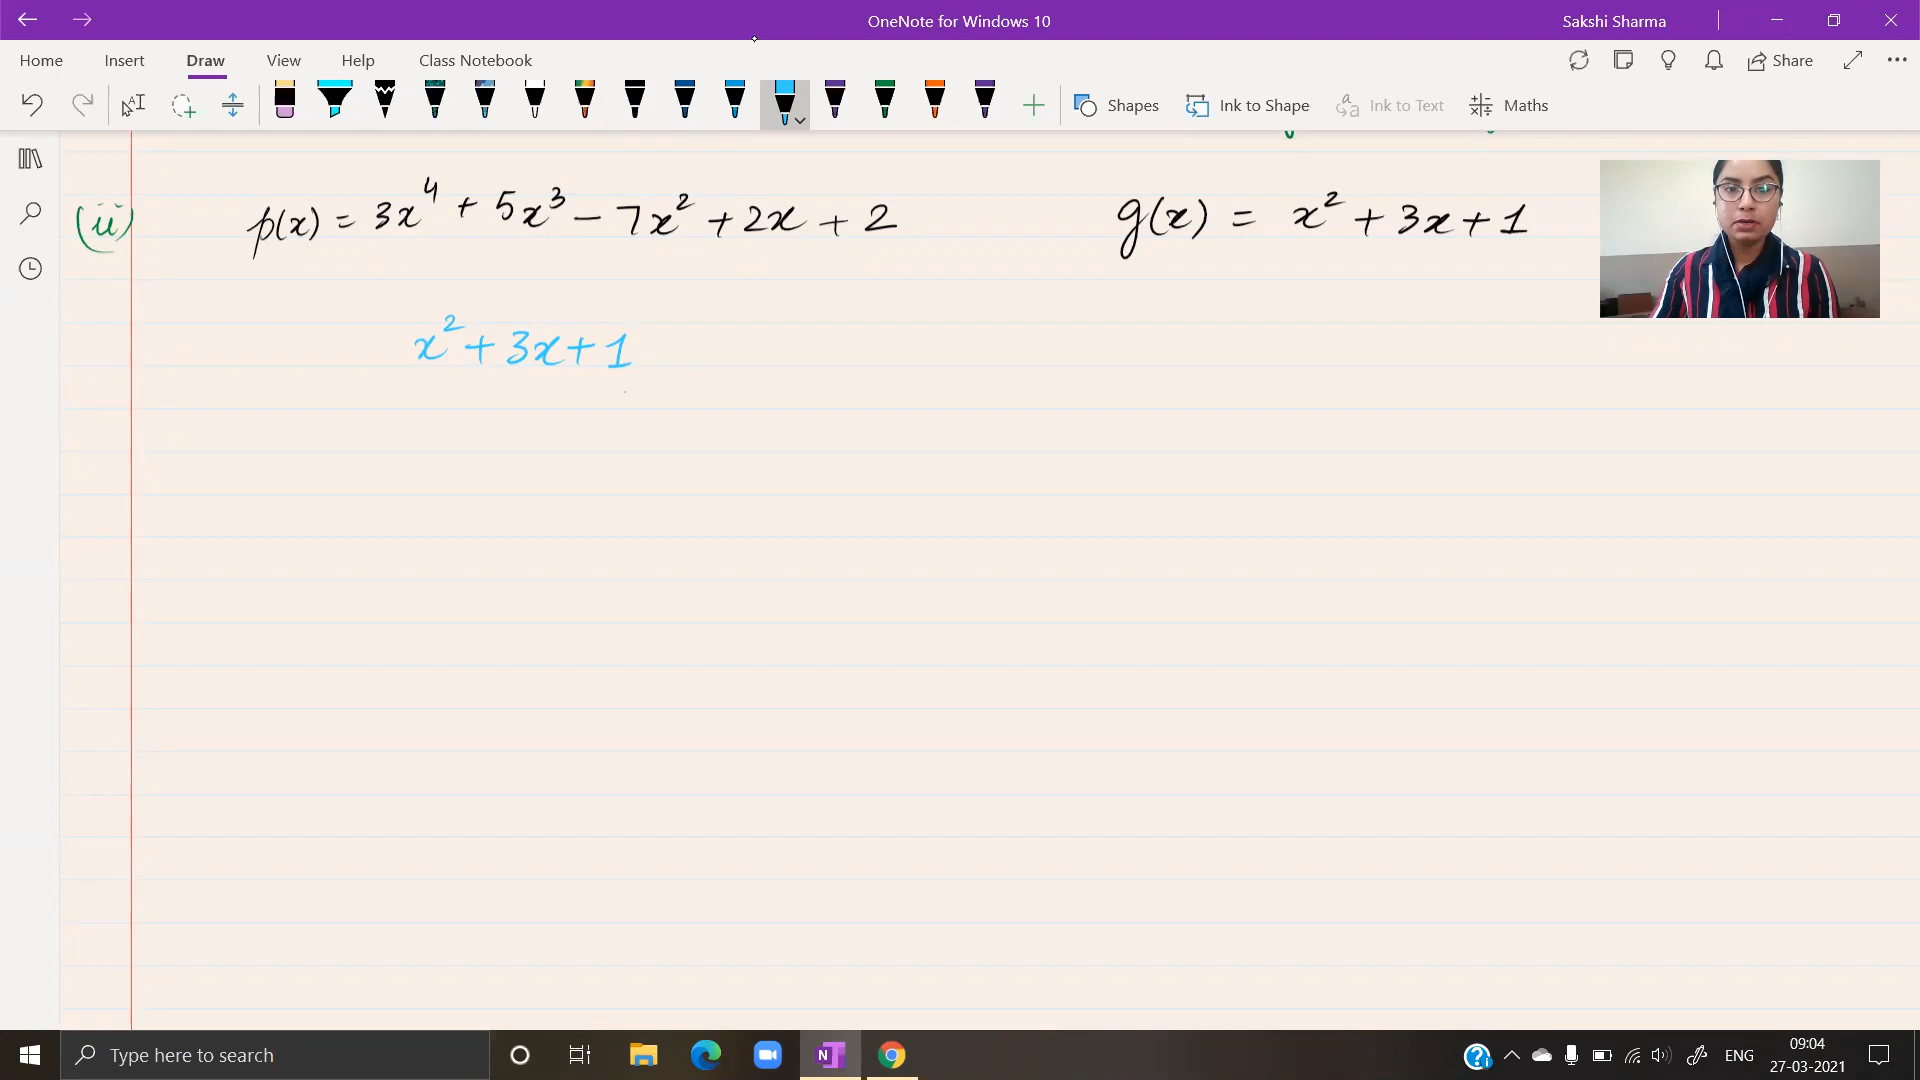 OneNote for Windows 10 Sakshi Sharma
Home Insert Draw View Help Class Notebook Share
Shapes Ink to Shape Ink to Text Maths
(ii) p(x) = 3x⁴ + 5x³ − 7x² + 2x + 2 g(x) = x² + 3x + 1
x² + 3x + 1
Type here to search ENG 09:04
27-03-2021